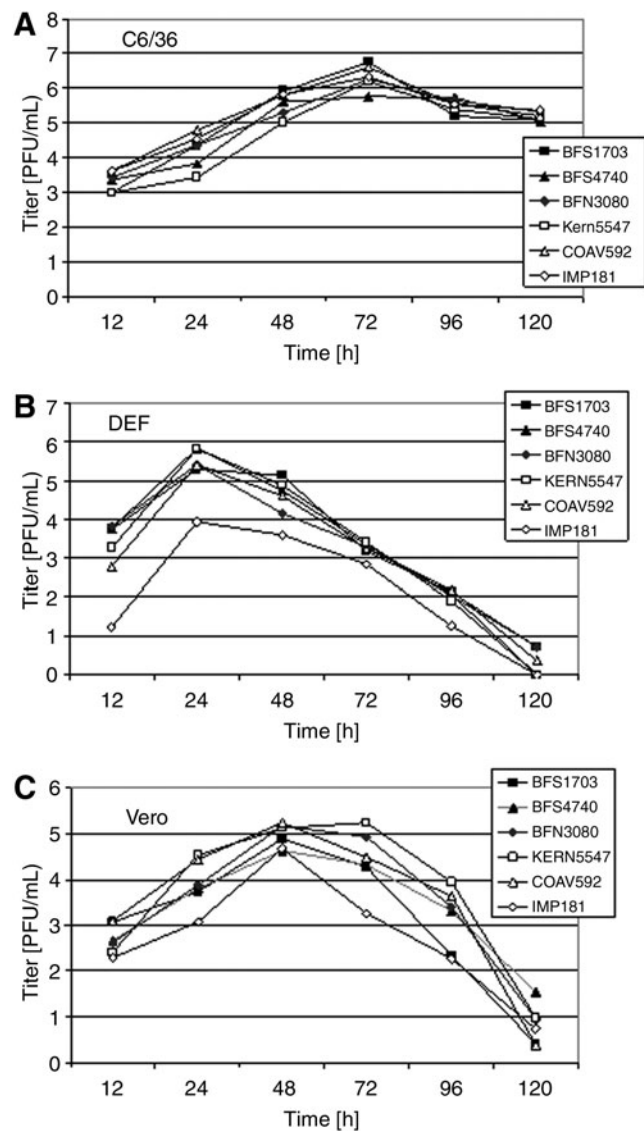 A
C6/36
8
7
6
5
4
3
2
1
0
Titer [PFU/mL]
12 24 48 72 96 120
Time [h]
BFS1703
BFS4740
BFN3080
Kern5547
COAV592
IMP181
B
DEF
7
6
5
4
3
2
1
0
Titer [PFU/mL]
12 24 48 72 96 120
Time [h]
BFS1703
BFS4740
BFN3080
KERN5547
COAV592
IMP181
C
Vero
6
5
4
3
2
1
0
Titer [PFU/mL]
12 24 48 72 96 120
Time [h]
BFS1703
BFS4740
BFN3080
KERN5547
COAV592
IMP181